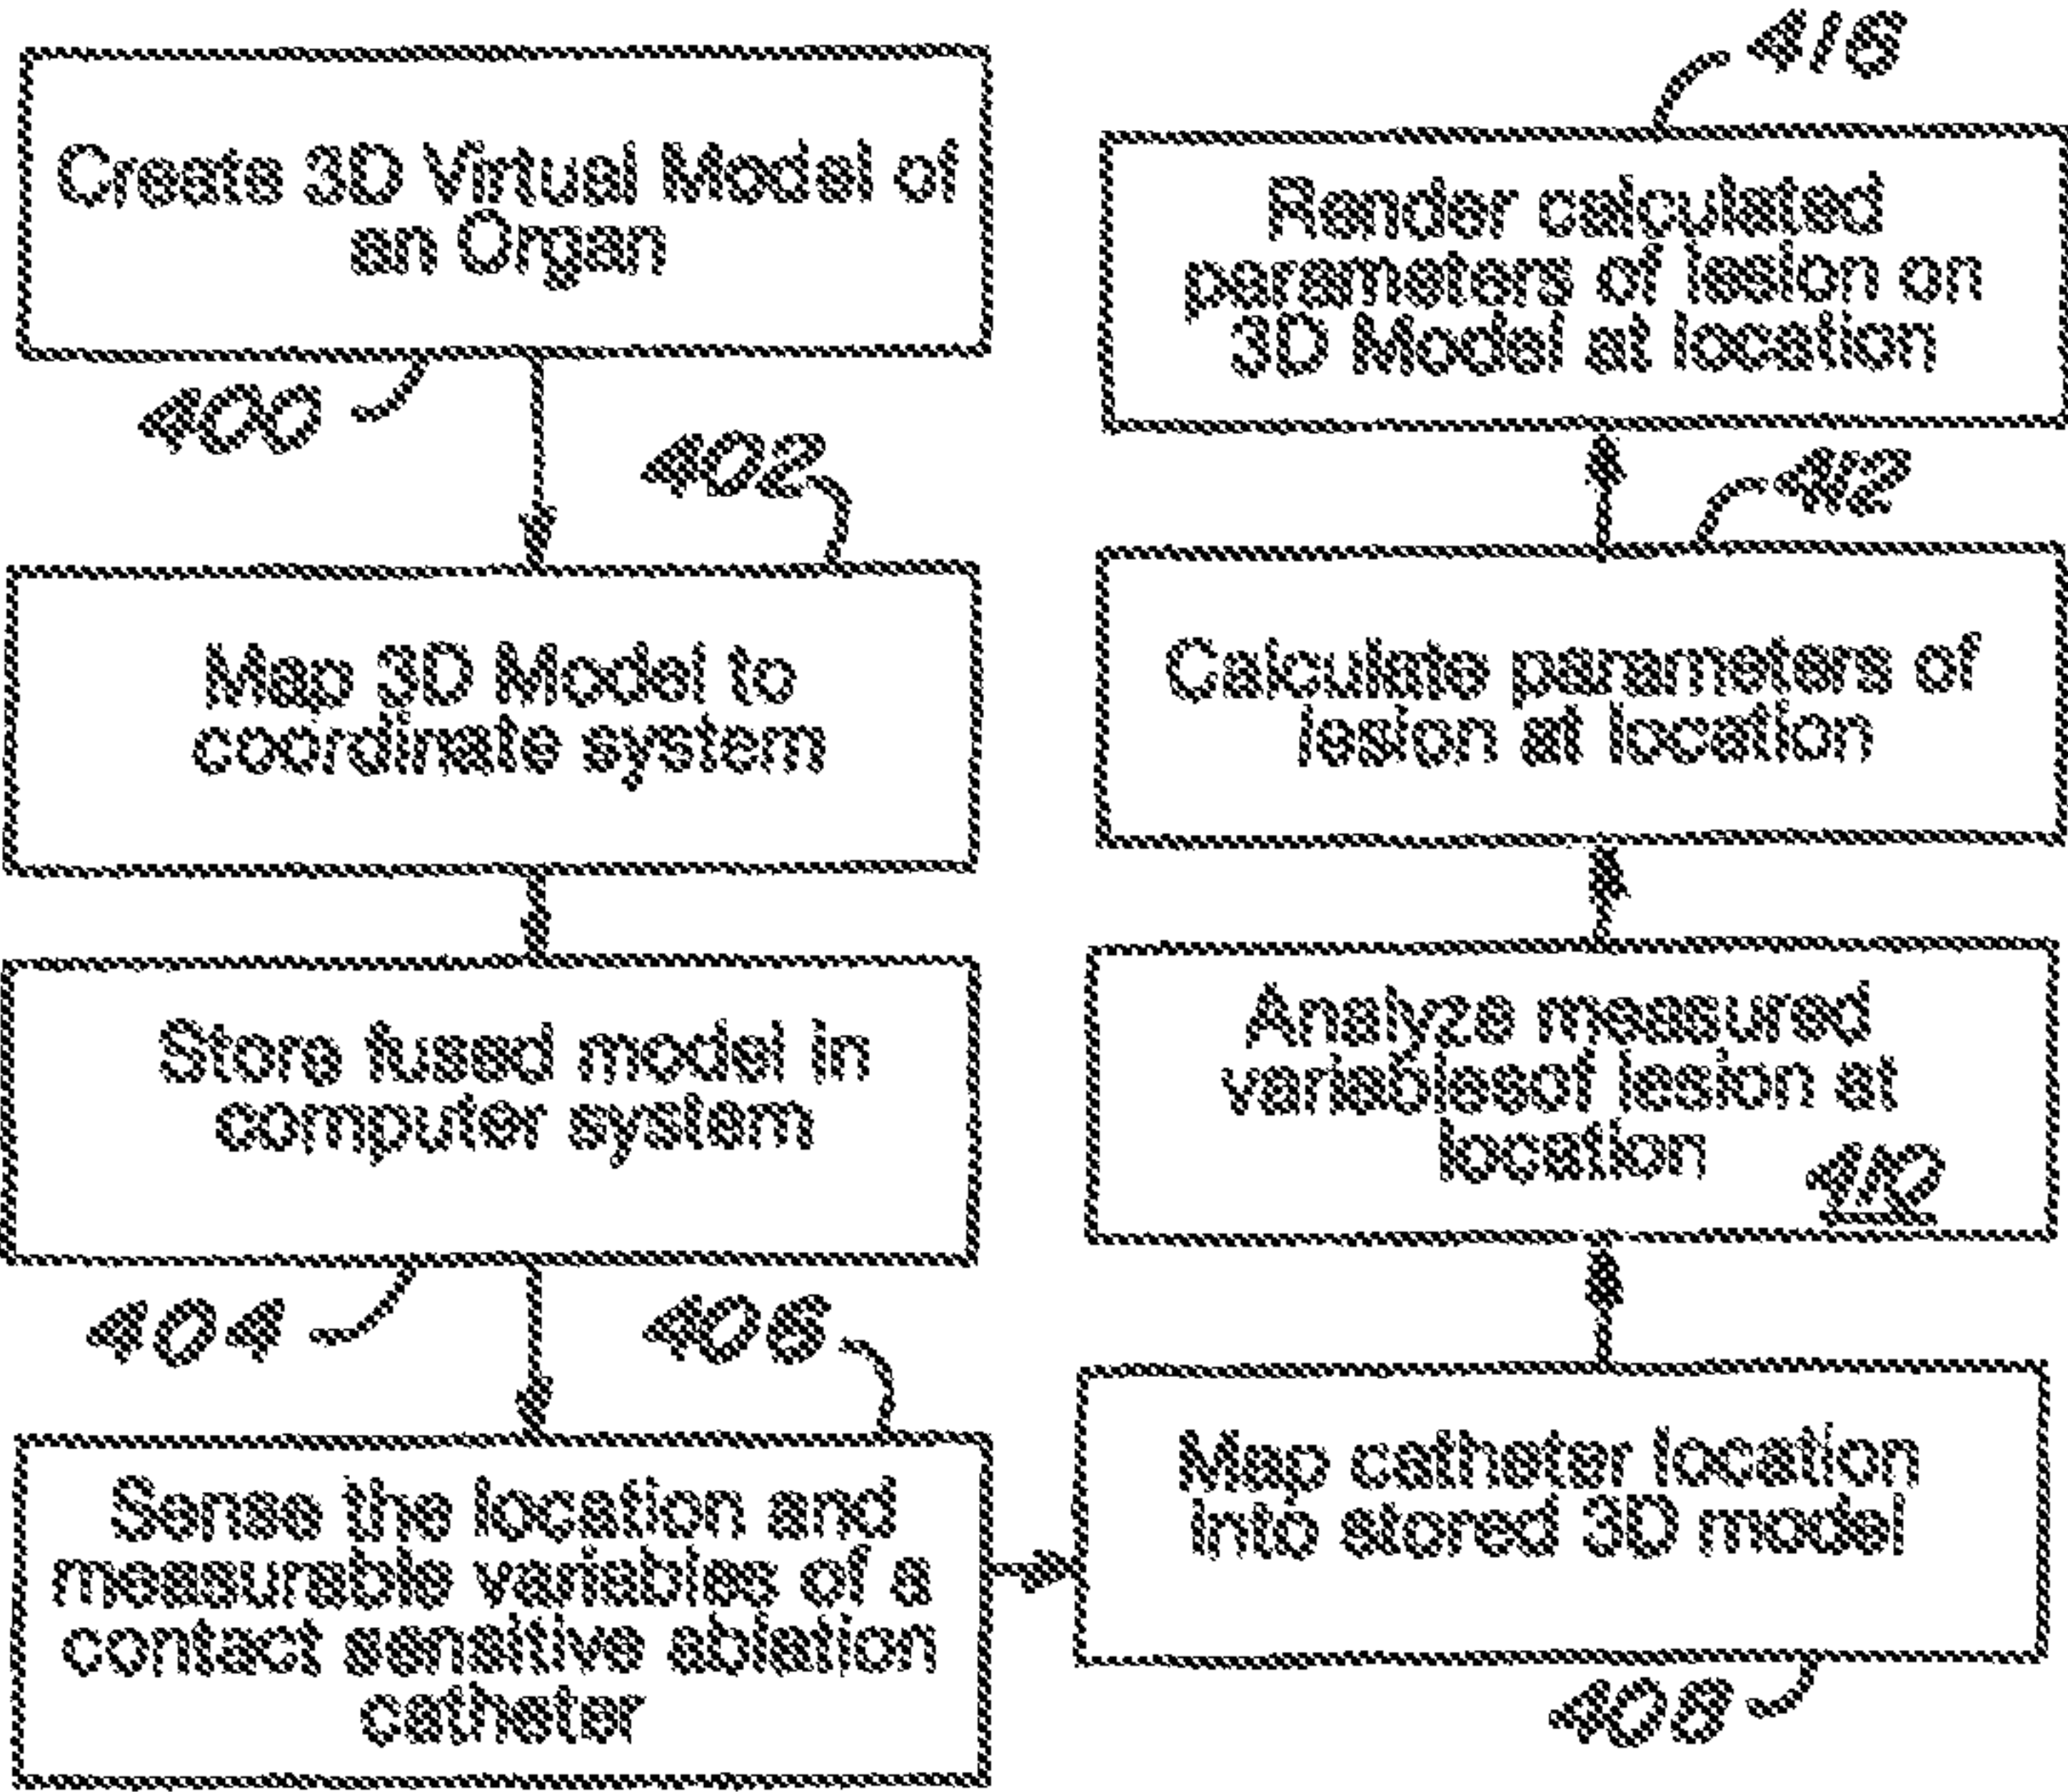 Create 3D Virtual Model of
an Organ
400
402
Map 3D Model to
coordinate system
Store fused model in
computer system
404
406
Sense the location and
measurable variables of a
contact sensitive ablation
catheter
Map catheter location
into stored 3D model
408
Analyze measured
variablesof lesion at
location
410
412
Calculate parameters of
lesion at location
416
Render calculated
parameters of lesion on
3D Model at location